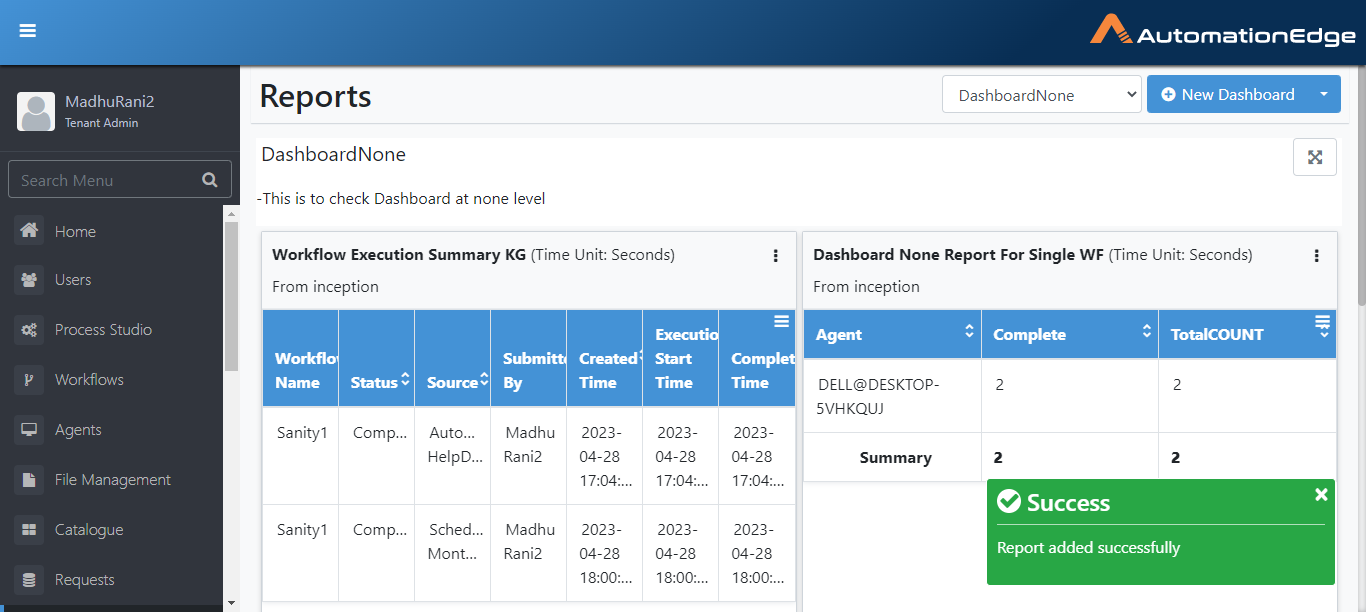 AutomationEdge
MadhuRani2
Tenant Admin
Search Menu
Home
Users
Process Studio
Workflows
Agents
File Management
Catalogue
Requests
Reports
DashboardNone
New Dashboard
DashboardNone
-This is to check Dashboard at none level
Workflow Execution Summary KG (Time Unit: Seconds)
From inception
Workflo
Name
Status
Source
Submitte
By
Created
Time
Executio
Start
Time
Complet
Time
Sanity1
Comp...
Auto...
HelpD...
Madhu
Rani2
2023-
04-28
17:04:...
2023-
04-28
17:04:...
2023-
04-28
17:04:...
Sanity1
Comp...
Sched...
Mont...
Madhu
Rani2
2023-
04-28
18:00:...
2023-
04-28
18:00:...
2023-
04-28
18:00:...
Dashboard None Report For Single WF (Time Unit: Seconds)
From inception
Agent
Complete
TotalCOUNT
DELL@DESKTOP-
5VHKQUJ
2
2
Summary
2
2
Success
Report added successfully